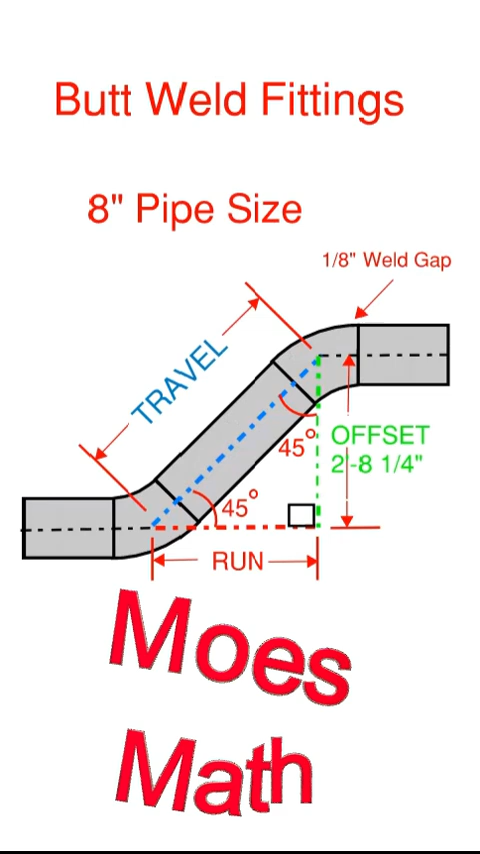 Butt Weld Fittings
8" Pipe Size
1/8" Weld Gap
TRAVEL
45°
OFFSET
2'-8 1/4"
45°
RUN
Moes
Math